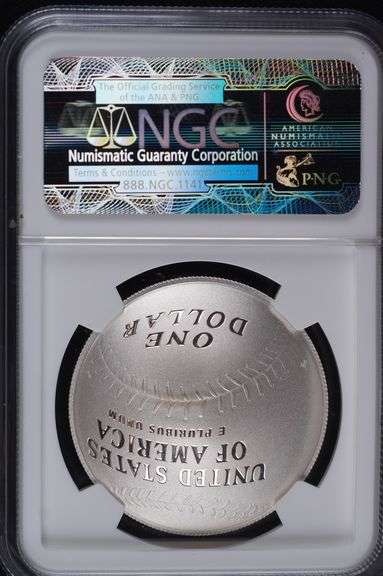 The Official Grading Service
of the ANA & PNG
NGC
Numismatic Guaranty Corporation
Terms & Conditions –
888.NGC.1141
AMERICAN
NUMISMATIC
ASSOCIATION
PNG
UNITED STATES
OF AMERICA
E PLURIBUS UNUM
ONE
DOLLAR